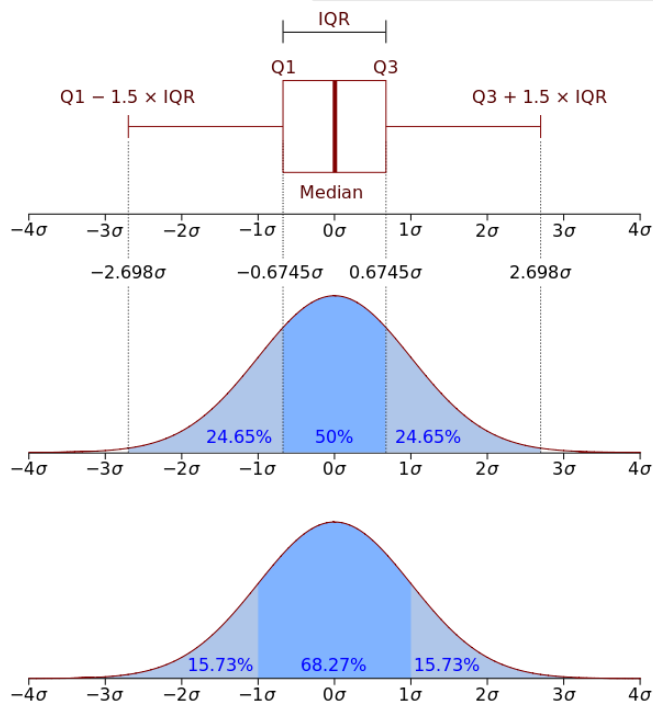 IQR
Q1 Q3
Q1 − 1.5 × IQR Q3 + 1.5 × IQR
Median
−4σ −3σ −2σ −1σ 0σ 1σ 2σ 3σ 4σ
−2.698σ −0.6745σ 0.6745σ 2.698σ
24.65% 50% 24.65%
−4σ −3σ −2σ −1σ 0σ 1σ 2σ 3σ 4σ
15.73% 68.27% 15.73%
−4σ −3σ −2σ −1σ 0σ 1σ 2σ 3σ 4σ